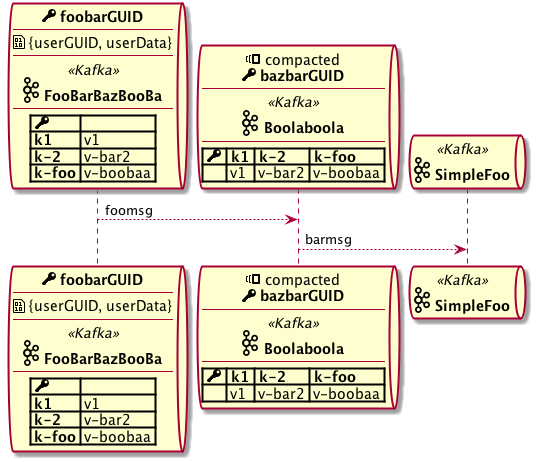 foobarGUID
{userGUID, userData}
«Kafka»
FooBarBazBooBa
k1 v1
k-2 v-bar2
k-foo v-boobaa
compacted
bazbarGUID
«Kafka»
Boolaboola
k1 k-2 k-foo
v1 v-bar2 v-boobaa
«Kafka»
SimpleFoo
foomsg
barmsg
foobarGUID
{userGUID, userData}
«Kafka»
FooBarBazBooBa
k1 v1
k-2 v-bar2
k-foo v-boobaa
compacted
bazbarGUID
«Kafka»
Boolaboola
k1 k-2 k-foo
v1 v-bar2 v-boobaa
«Kafka»
SimpleFoo